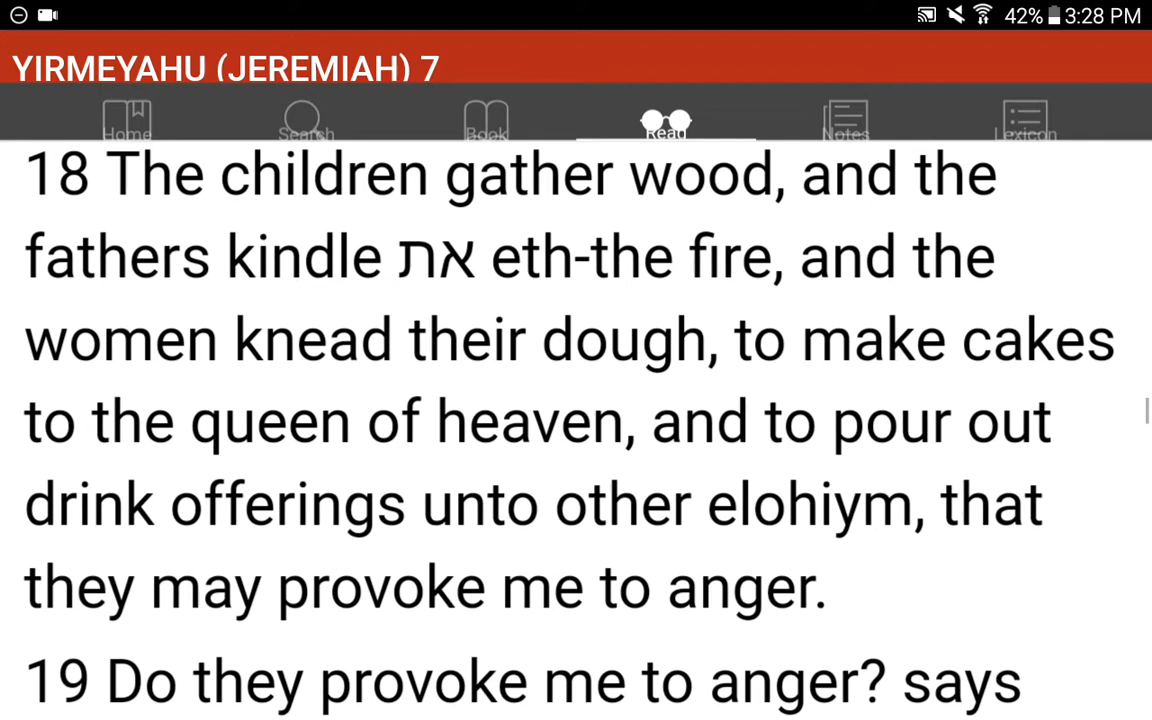 42% 3:28 PM
YIRMEYAHU (JEREMIAH) 7
Home Search Book Read Notes Lexicon
18 The children gather wood, and the
fathers kindle את eth-the fire, and the
women knead their dough, to make cakes
to the queen of heaven, and to pour out
drink offerings unto other elohiym, that
they may provoke me to anger.
19 Do they provoke me to anger? says